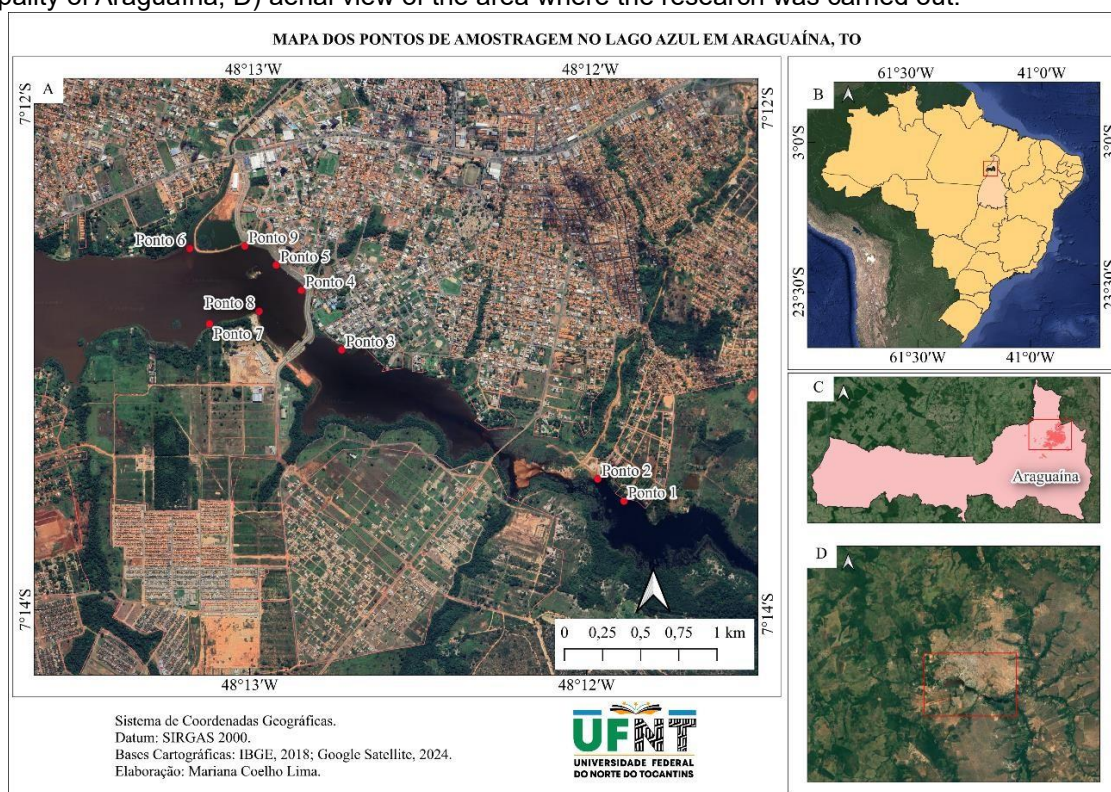 pality of Araguaína, D) aerial view of the area where the research was carried out.
MAPA DOS PONTOS DE AMOSTRAGEM NO LAGO AZUL EM ARAGUAÍNA, TO
48°13'W 48°12'W
A
7°12'S 7°12'S
Ponto 6
Ponto 9
Ponto 5
Ponto 4
Ponto 8
Ponto 7
Ponto 3
Ponto 2
Ponto 1
7°14'S 7°14'S
0 0,25 0,5 0,75 1 km
48°13'W 48°12'W
61°30'W 41°0'W
B
3°0'S 3°0'S
23°30'S 23°30'S
61°30'W 41°0'W
C
Araguaína
D
Sistema de Coordenadas Geográficas.
Datum: SIRGAS 2000.
Bases Cartográficas: IBGE, 2018; Google Satellite, 2024.
Elaboração: Mariana Coelho Lima.
UFNT
UNIVERSIDADE FEDERAL
DO NORTE DO TOCANTINS